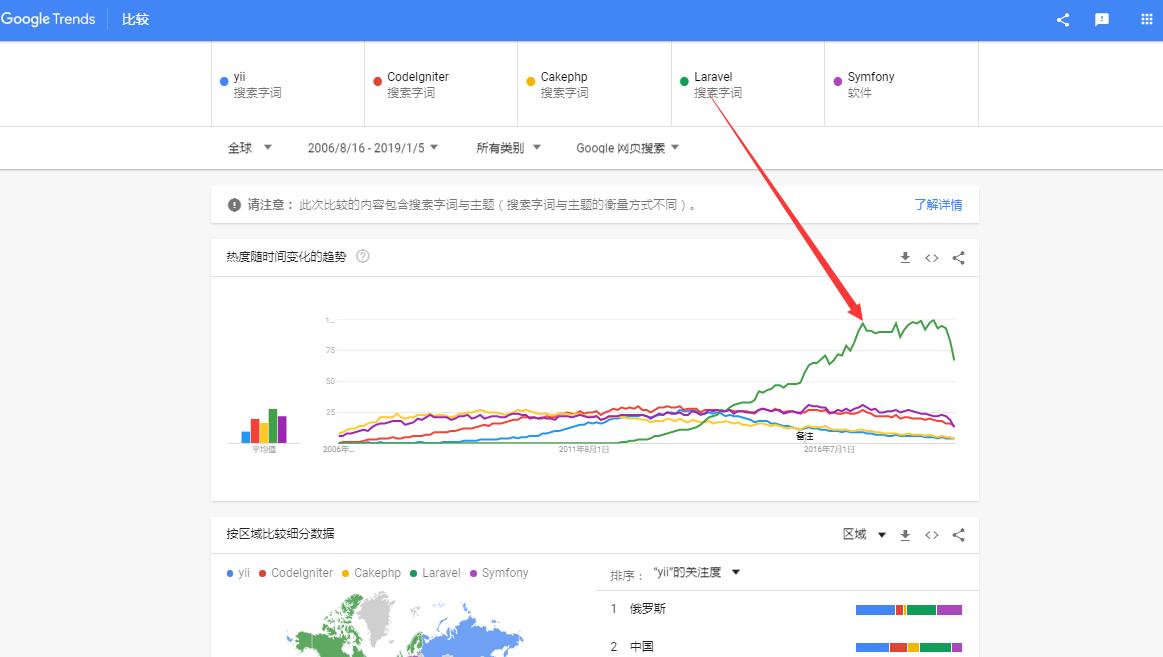 Google Trends 比较
yii
搜索字词
CodeIgniter
搜索字词
Cakephp
搜索字词
Laravel
搜索字词
Symfony
软件
全球 2006/8/16 - 2019/1/5 所有类别 Google 网页搜索
请注意： 此次比较的内容包含搜索字词与主题（搜索字词与主题的衡量方式不同）。 了解详情
热度随时间变化的趋势
1...
75
50
25
备注
平均值 2006年... 2011年8月1日 2016年7月1日
按区域比较细分数据 区域
yii CodeIgniter Cakephp Laravel Symfony
排序： "yii"的关注度
1 俄罗斯
2 中国